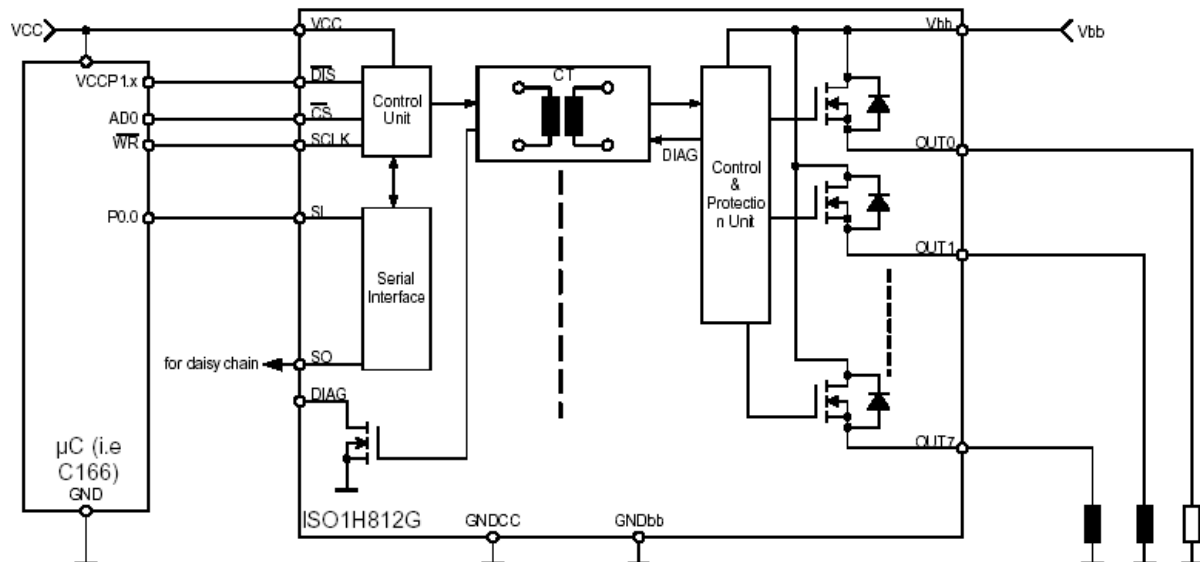 VCC
VCC
Vbb
Vbb
VCCP1.x
DIS
AD0
CS
WR
SCLK
Control
Unit
CT
DIAG
Control
&
Protectio
n Unit
OUT0
P0.0
SI
Serial
Interface
OUT1
for daisy chain
SO
DIAG
OUT7
µC (i.e
C166)
GND
ISO1H812G
GNDCC
GNDbb